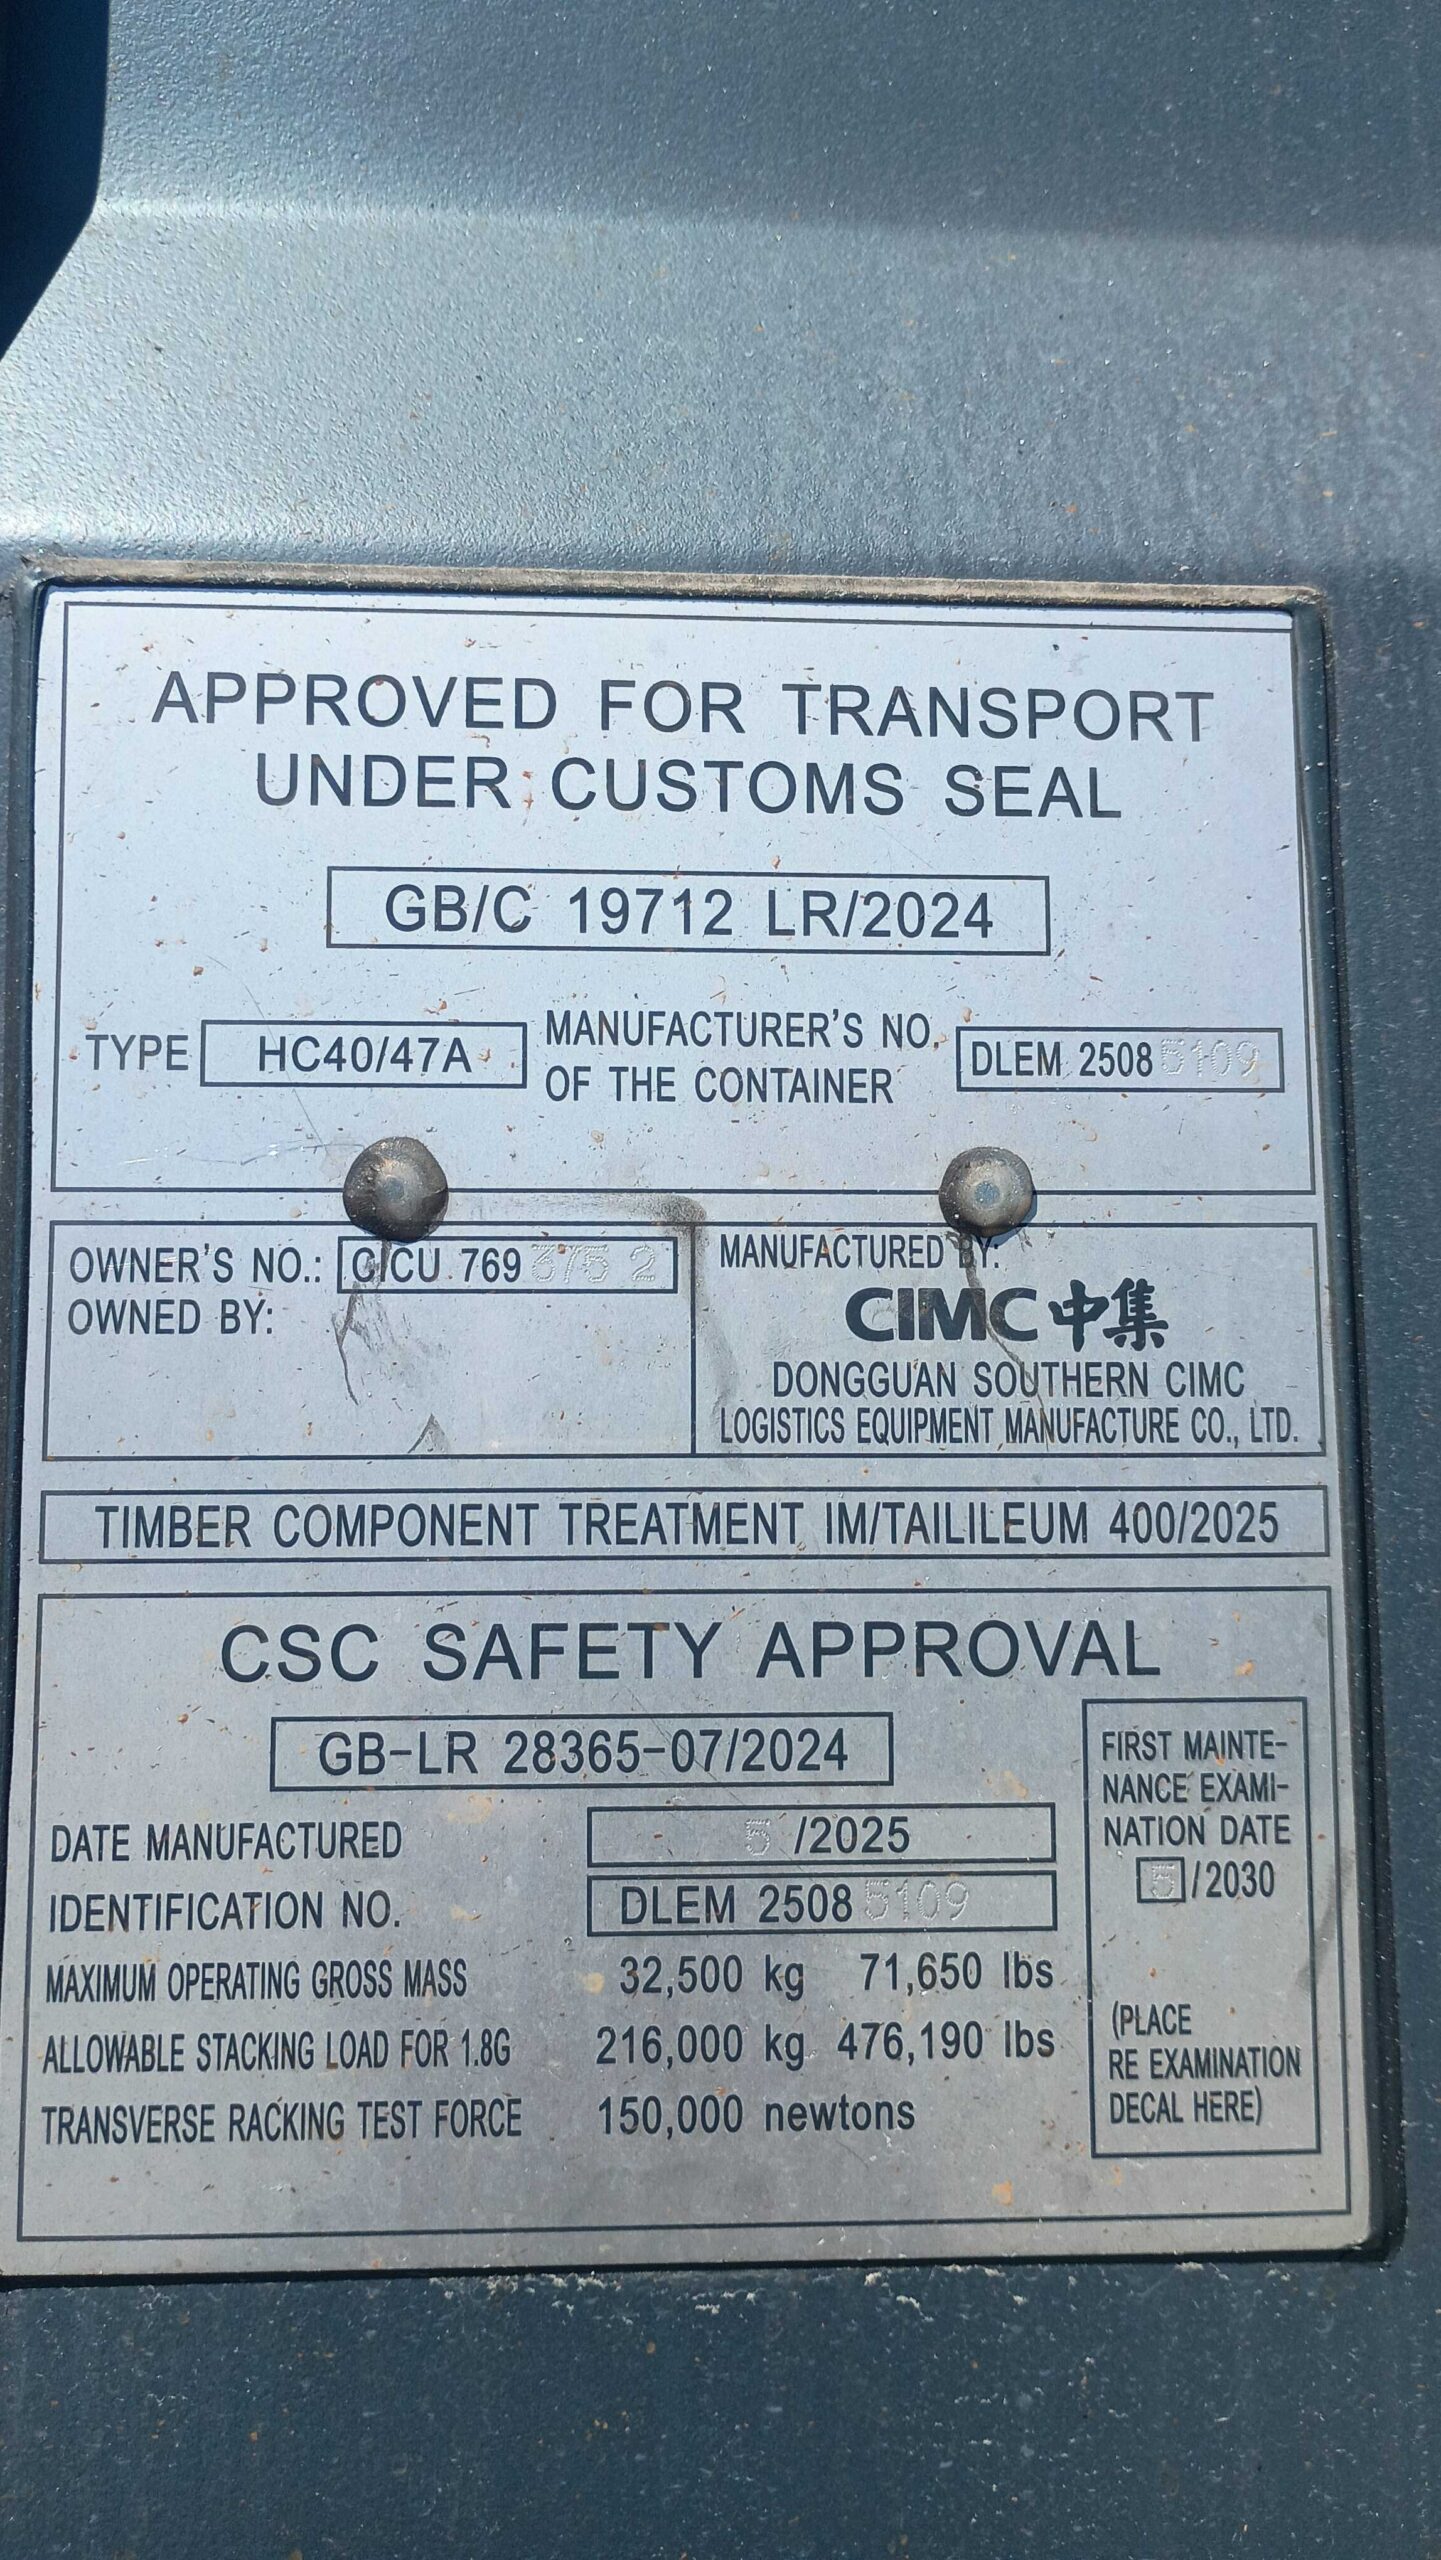 APPROVED FOR TRANSPORT
UNDER CUSTOMS SEAL
GB/C 19712 LR/2024
TYPE HC40/47A
MANUFACTURER'S NO.
OF THE CONTAINER
DLEM 2508 5109
OWNER'S NO.: CICU 769 375 2
OWNED BY:
MANUFACTURED BY:
CIMC 中集
DONGGUAN SOUTHERN CIMC
LOGISTICS EQUIPMENT MANUFACTURE CO., LTD.
TIMBER COMPONENT TREATMENT IM/TAILILEUM 400/2025
CSC SAFETY APPROVAL
GB-LR 28365-07/2024
DATE MANUFACTURED 5 /2025
IDENTIFICATION NO. DLEM 2508 5109
MAXIMUM OPERATING GROSS MASS 32,500 kg 71,650 lbs
ALLOWABLE STACKING LOAD FOR 1.8G 216,000 kg 476,190 lbs
TRANSVERSE RACKING TEST FORCE 150,000 newtons
FIRST MAINTE-
NANCE EXAMI-
NATION DATE
5/2030
(PLACE
RE EXAMINATION
DECAL HERE)